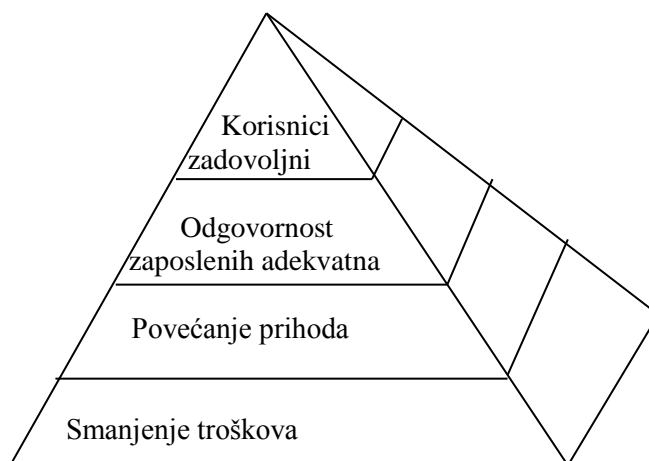 Korisnici
zadovoljni
Odgovornost
zaposlenih adekvatna
Povećanje prihoda
Smanjenje troškova